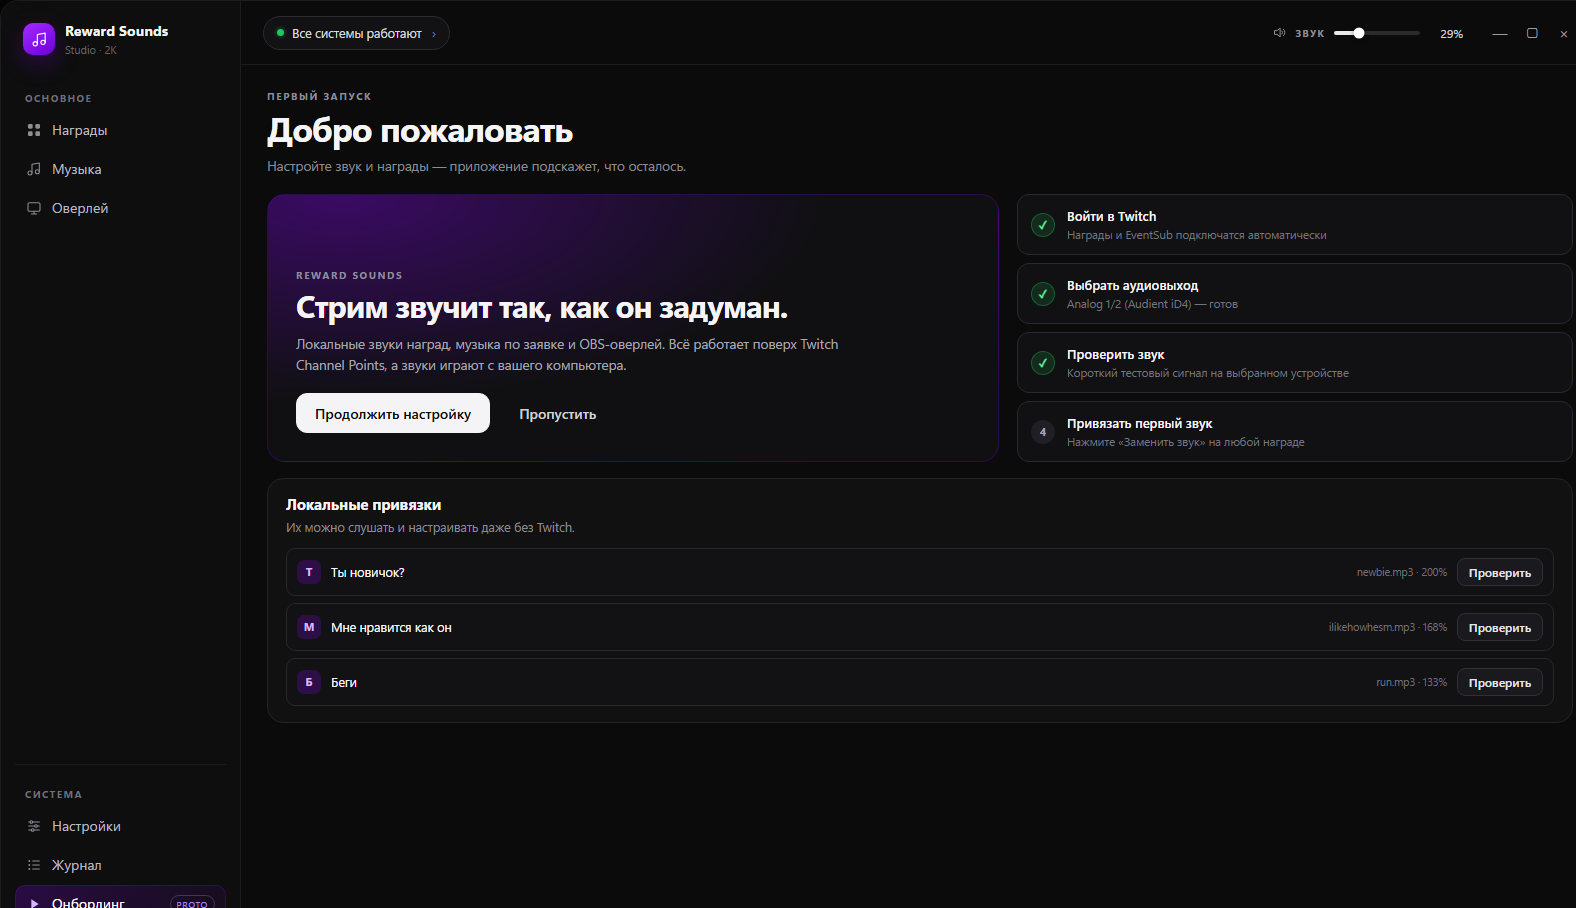 Reward Sounds
Studio · 2K
ОСНОВНОЕ
Награды
Музыка
Оверлей
СИСТЕМА
Настройки
Журнал
Онбординг PROTO
Все системы работают ›
ЗВУК 29%
ПЕРВЫЙ ЗАПУСК
Добро пожаловать
Настройте звук и награды — приложение подскажет, что осталось.
REWARD SOUNDS
Стрим звучит так, как он задуман.
Локальные звуки наград, музыка по заявке и OBS-оверлей. Всё работает поверх Twitch
Channel Points, а звуки играют с вашего компьютера.
Продолжить настройку Пропустить
Войти в Twitch
Награды и EventSub подключатся автоматически
Выбрать аудиовыход
Analog 1/2 (Audient iD4) — готов
Проверить звук
Короткий тестовый сигнал на выбранном устройстве
4 Привязать первый звук
Нажмите «Заменить звук» на любой награде
Локальные привязки
Их можно слушать и настраивать даже без Twitch.
Т Ты новичок? newbie.mp3 · 200% Проверить
М Мне нравится как он ilikehowhesm.mp3 · 168% Проверить
Б Беги run.mp3 · 133% Проверить